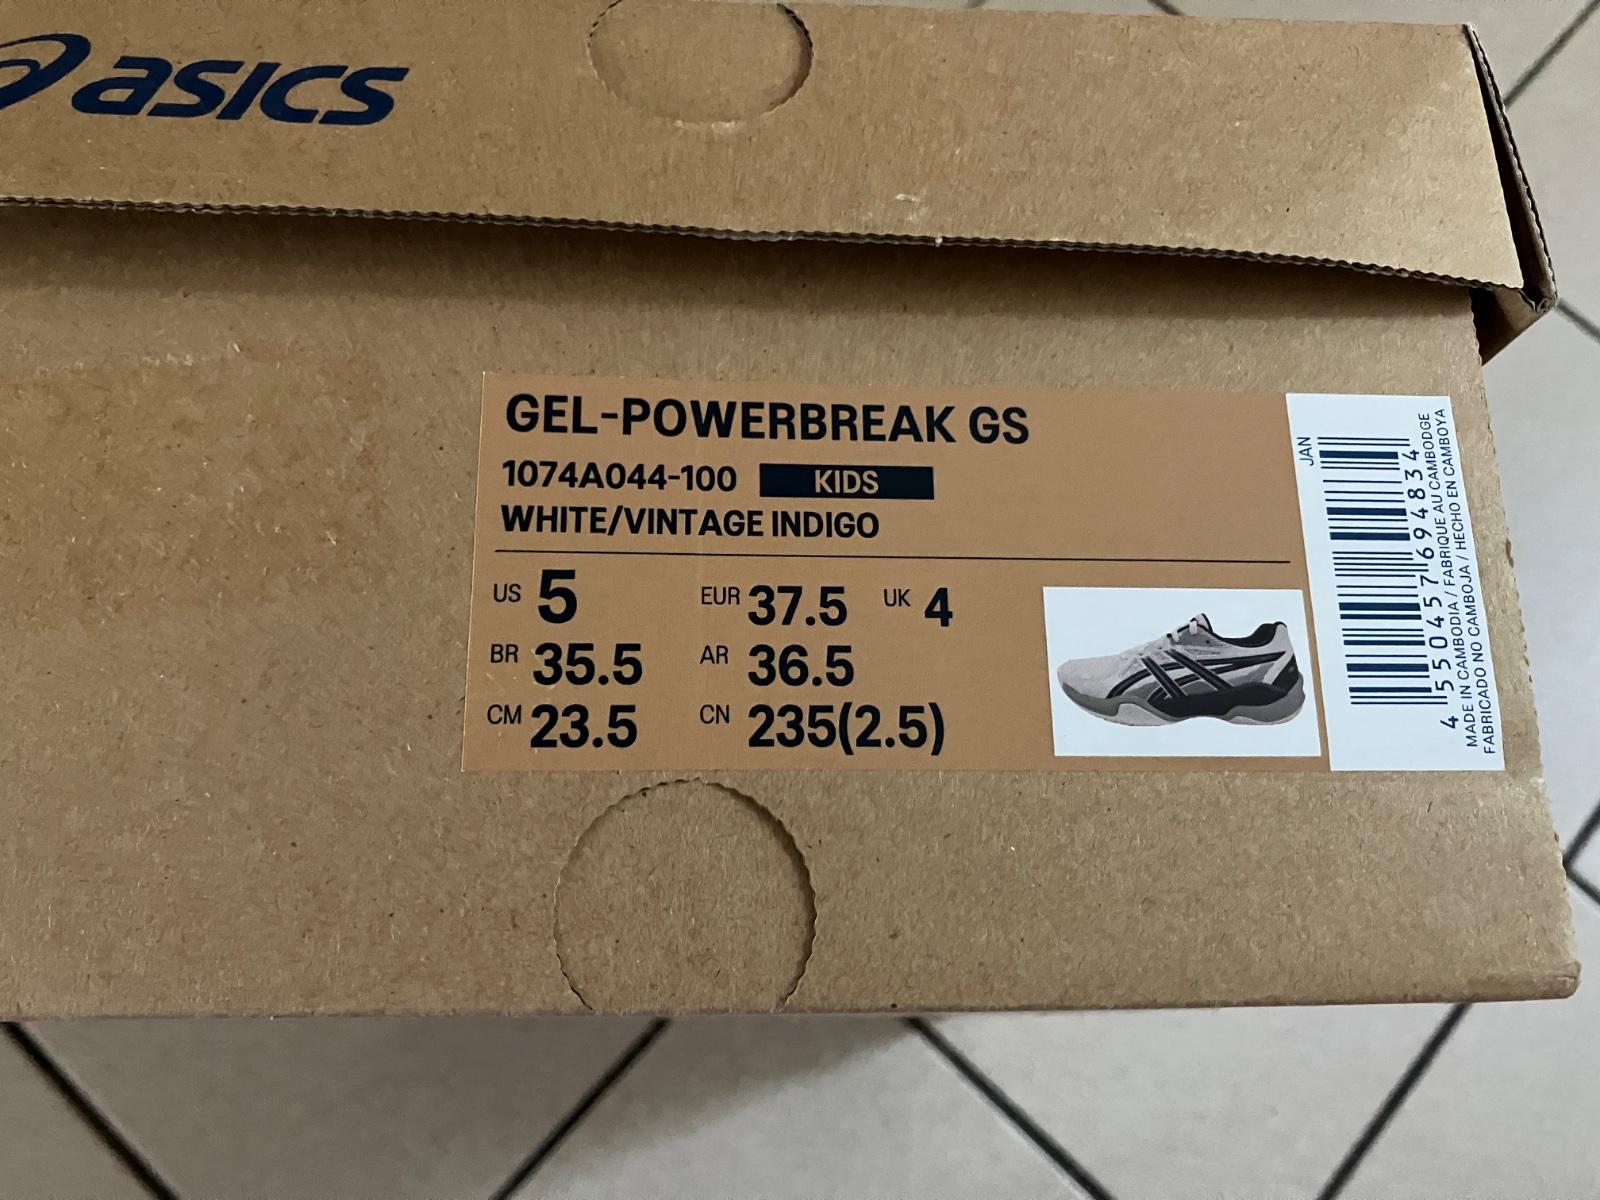 asics
GEL-POWERBREAK GS
1074A044-100 KIDS
WHITE/VINTAGE INDIGO
US 5 EUR 37.5 UK 4
BR 35.5 AR 36.5
CM 23.5 CN 235(2.5)
JAN
4 550457 694834
MADE IN CAMBODIA / FABRIQUE AU CAMBODGE
FABRICADO NO CAMBOJA / HECHO EN CAMBOYA